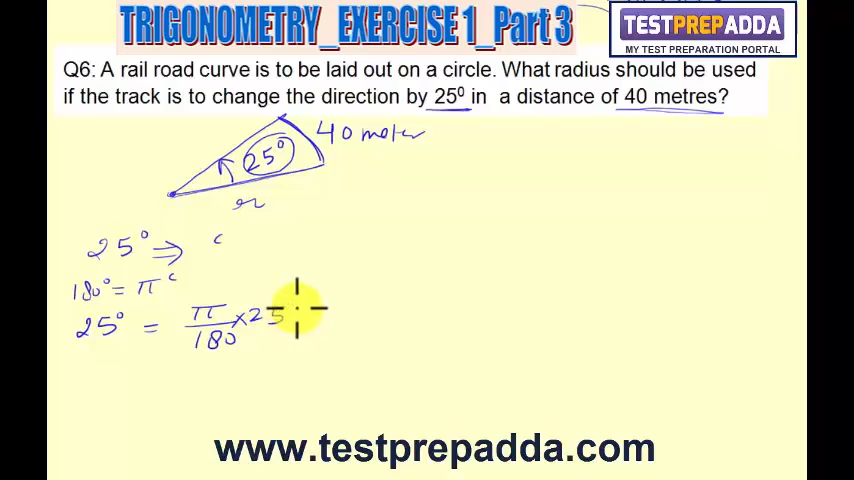 TRIGONOMETRY_EXERCISE 1_Part 3
TESTPREPADDA
MY TEST PREPARATION PORTAL
Q6: A rail road curve is to be laid out on a circle. What radius should be used
if the track is to change the direction by 25⁰ in a distance of 40 metres?
40 meter
25°
r
25° ⇒ c
180° = π c
25° = π/180 × 25
www.testprepadda.com